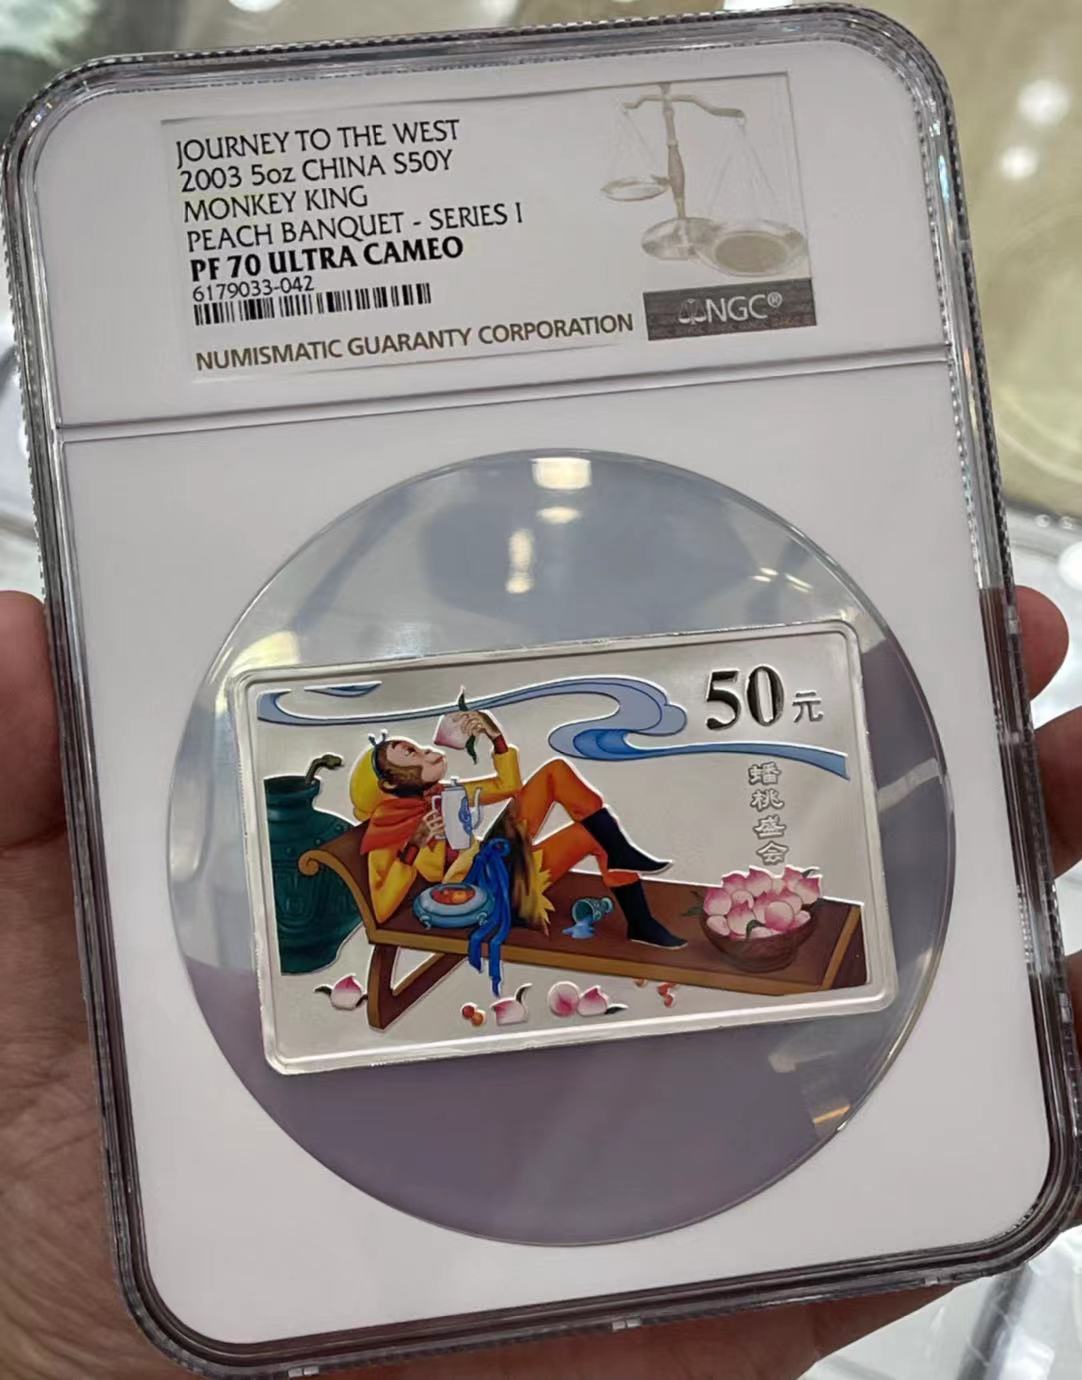 JOURNEY TO THE WEST
2003 5oz CHINA S50Y
MONKEY KING
PEACH BANQUET - SERIES I
PF 70 ULTRA CAMEO
6179033-042
NUMISMATIC GUARANTY CORPORATION
NGC®
50元
蟠桃盛会